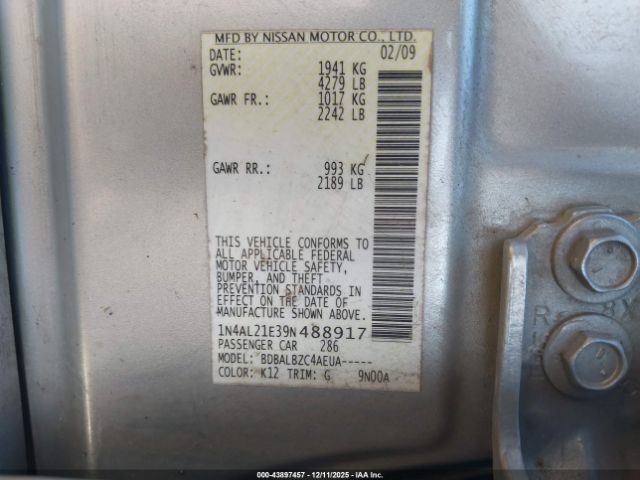 MFD BY NISSAN MOTOR CO., LTD.
DATE: 02/09
GVWR: 1941 KG
4279 LB
GAWR FR.: 1017 KG
2242 LB
GAWR RR.: 993 KG
2189 LB
THIS VEHICLE CONFORMS TO
ALL APPLICABLE FEDERAL
MOTOR VEHICLE SAFETY,
BUMPER, AND THEFT
PREVENTION STANDARDS IN
EFFECT ON THE DATE OF
MANUFACTURE SHOWN ABOVE.
1N4AL21E39N488917
PASSENGER CAR 286
MODEL: BDBALBZC4AEUA-----
COLOR: K12 TRIM: G 9N00A
© 43897457 - 12/11/2025 - IAA Inc.